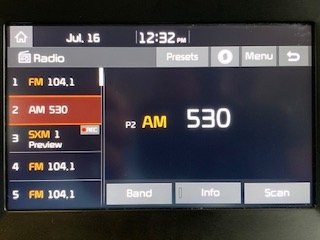 Jul. 16 12:32 PM
Radio Presets Menu
1 FM 104.1
2 AM 530
3 SXM 1 REC
Preview
4 FM 104.1
5 FM 104.1
P2 AM 530
Band Info Scan